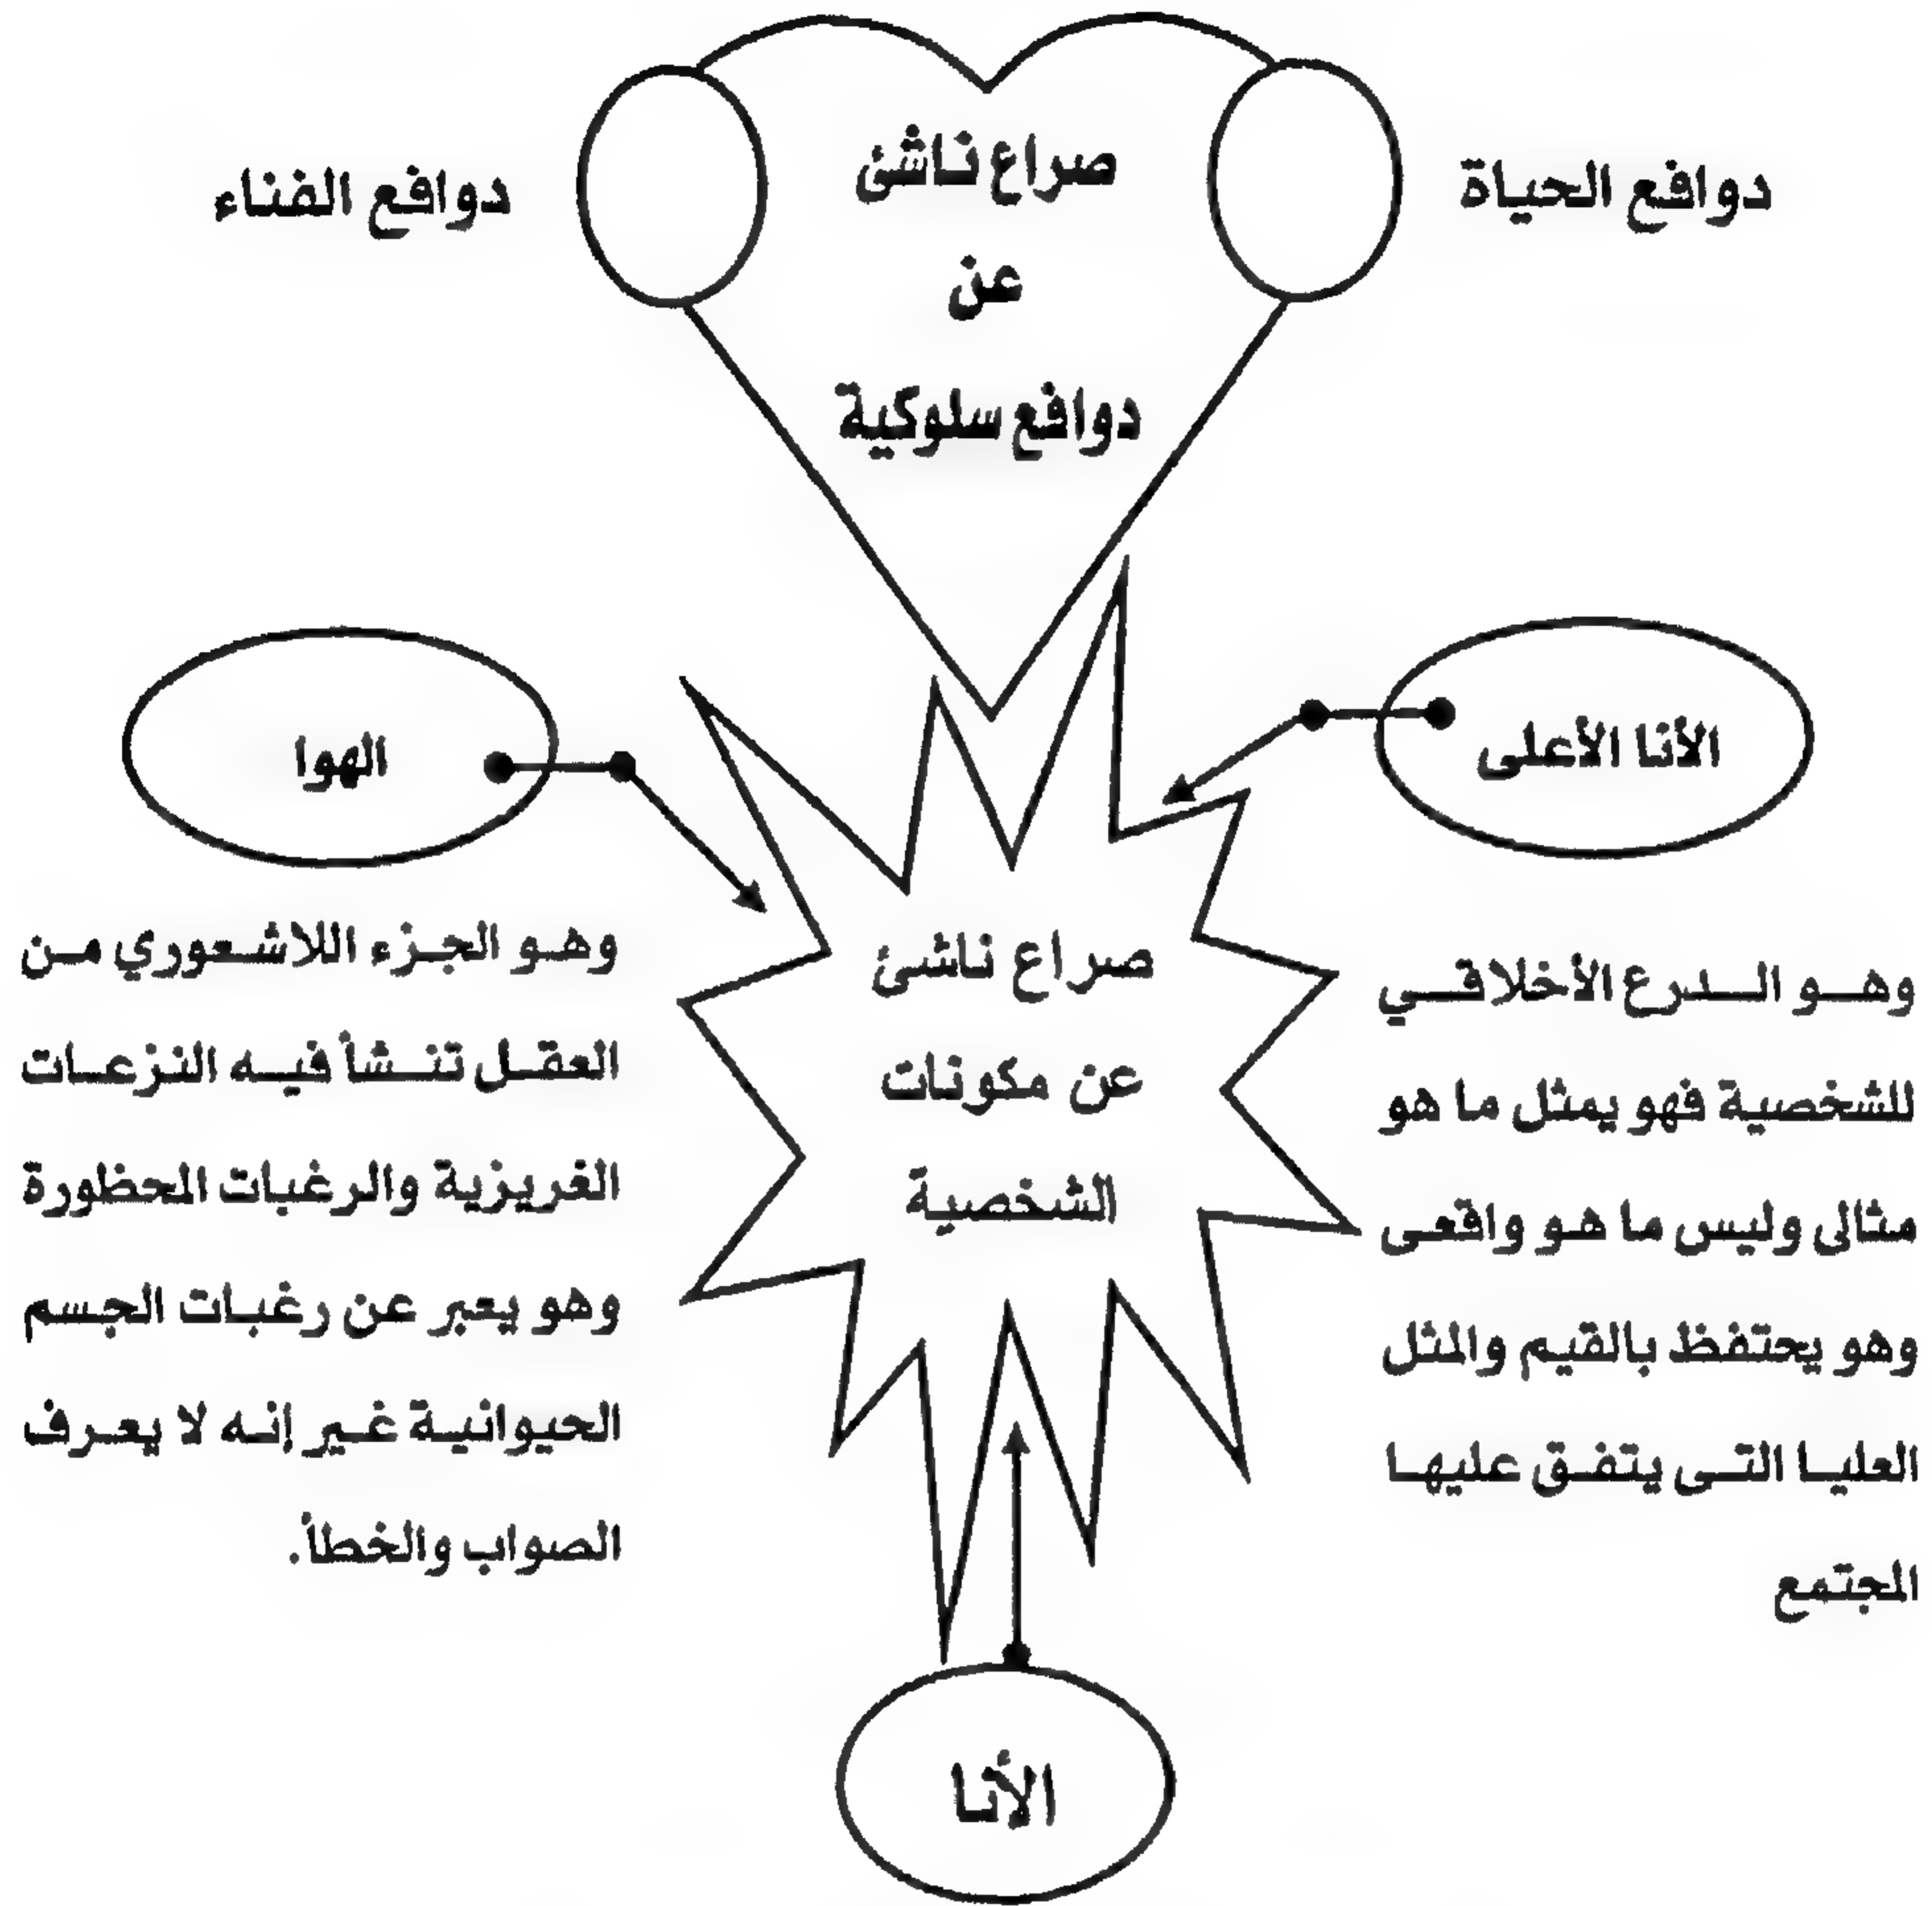 دوافع الحياة
صراع ناشئ
عن
دوافع سلوكية
دوافع الفناء
الأنا الأعلى
وهو الدرع الأخلاقي
للشخصية فهو يمثل ما هو
مثالى وليس ما هو واقعى
وهو يحتفظ بالقيم والمثل
العليا التى يتفق عليها
المجتمع
صراع ناشئ
عن مكونات
الشخصية
الهوا
وهو الجزء اللاشعوري من
العقل تنشأ فيه النزعات
الغريزية والرغبات المحظورة
وهو يعبر عن رغبات الجسم
الحيوانية غير إنه لا يعرف
الصواب والخطأ.
الأنا